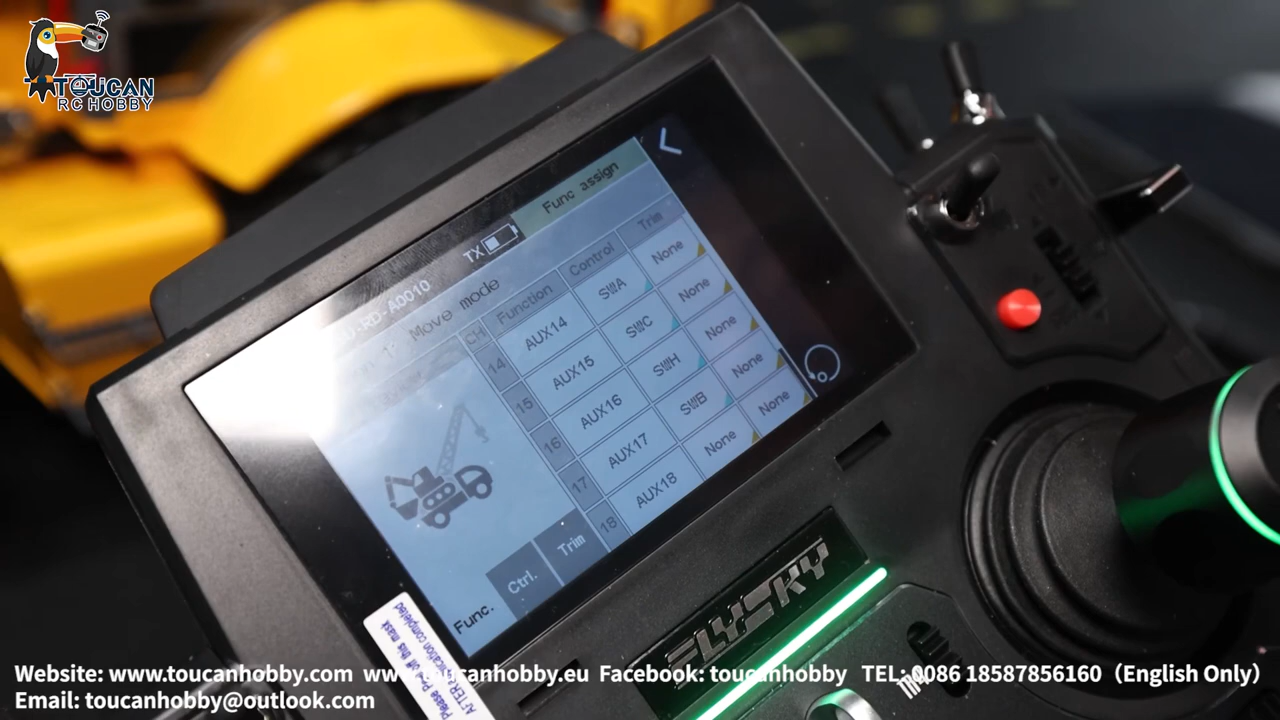 TOUCAN
RC HOBBY
TX
Func assign
-RD-A0010
Move mode
CH Function Control Trim
14 AUX14 SWA None
15 AUX15 SWC None
16 AUX16 SWH None
17 AUX17 SWB None
18 AUX18 None None
Func. Ctrl. Trim
FLYSKY
Website: www.toucanhobby.com www.toucanhobby.eu Facebook: toucanhobby TEL: 0086 18587856160（English Only）
Email: toucanhobby@outlook.com